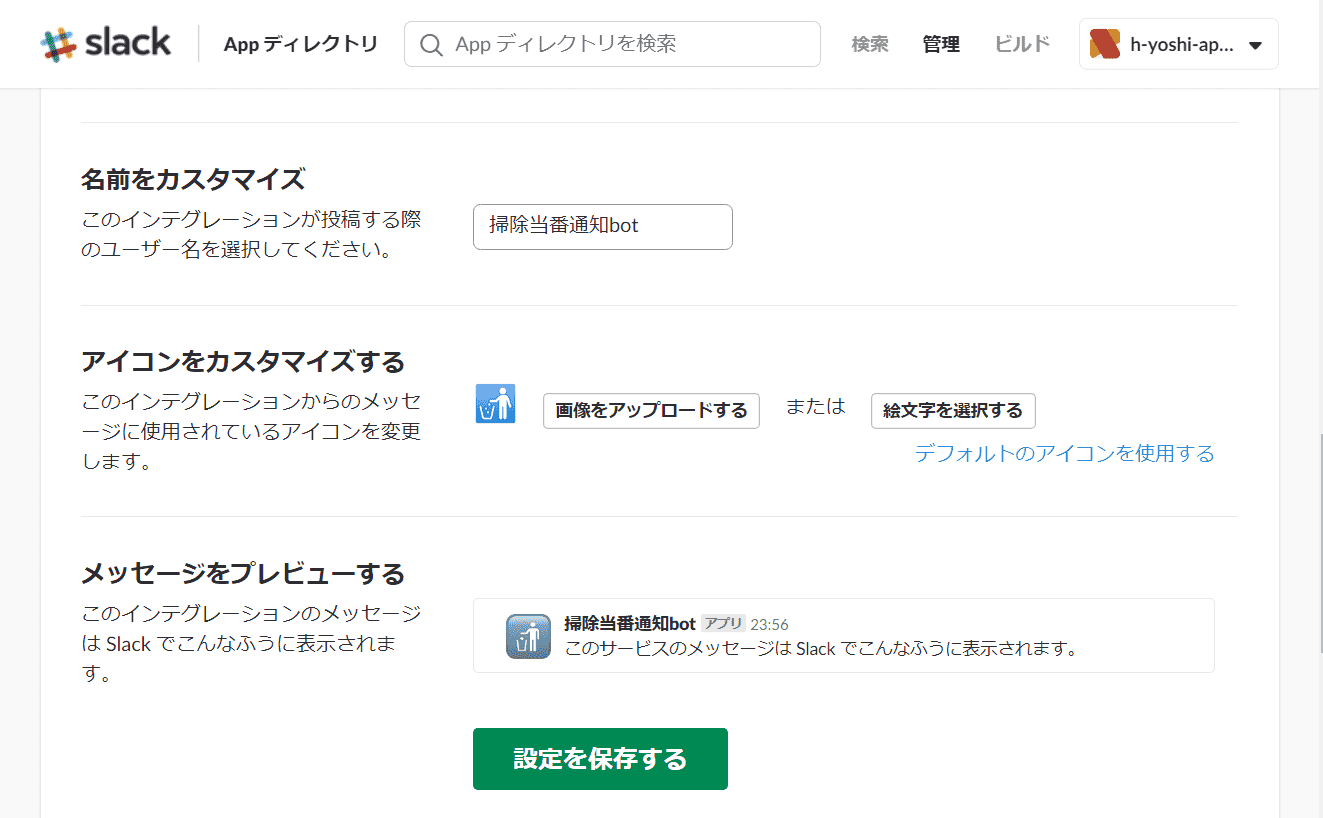 slack App ディレクトリ App ディレクトリを検索 検索 管理 ビルド h-yoshi-ap...
名前をカスタマイズ
このインテグレーションが投稿する際
のユーザー名を選択してください。
掃除当番通知bot
アイコンをカスタマイズする
このインテグレーションからのメッセ
ージに使用されているアイコンを変更
します。
画像をアップロードする または 絵文字を選択する
デフォルトのアイコンを使用する
メッセージをプレビューする
このインテグレーションのメッセージ
は Slack でこんなふうに表示されま
す。
掃除当番通知bot アプリ 23:56
このサービスのメッセージは Slack でこんなふうに表示されます。
設定を保存する